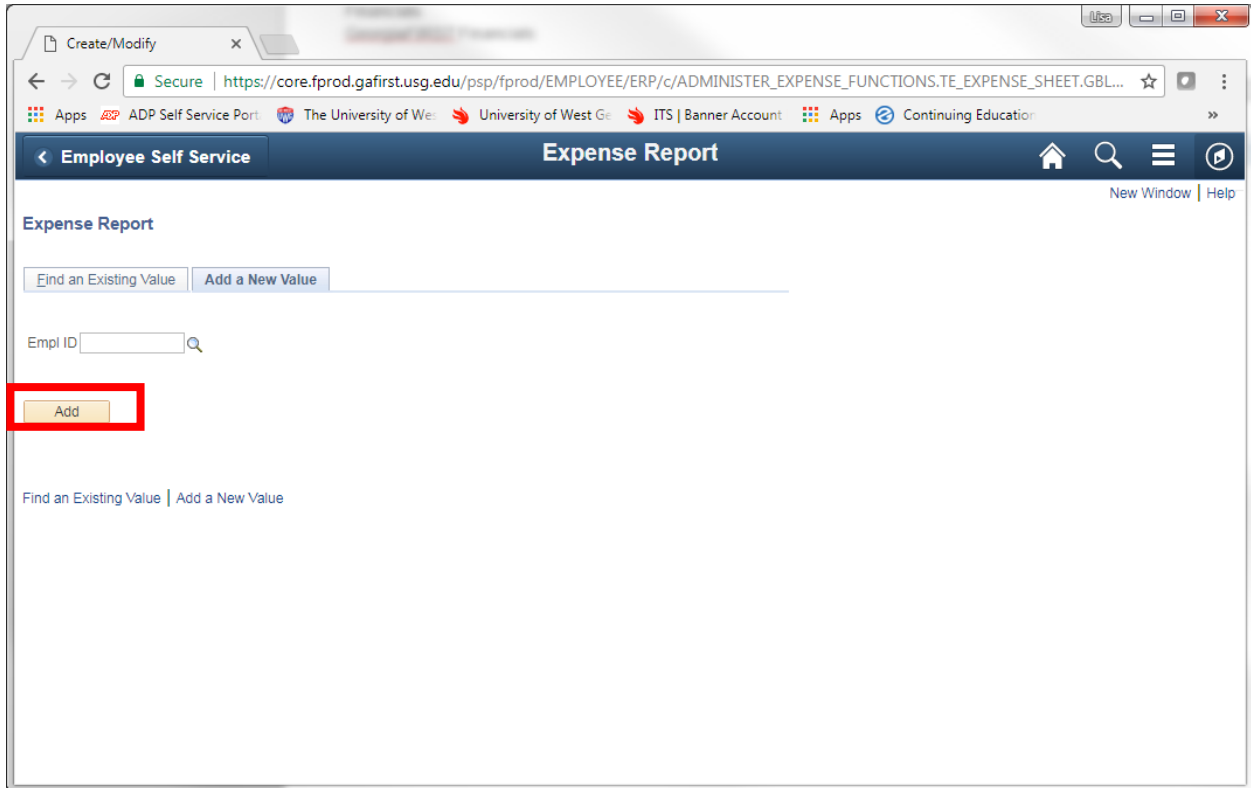 Lisa
Create/Modify
Secure | https://core.fprod.gafirst.usg.edu/psp/fprod/EMPLOYEE/ERP/c/ADMINISTER_EXPENSE_FUNCTIONS.TE_EXPENSE_SHEET.GBL...
Apps ADP Self Service Port The University of Wes University of West Ge ITS | Banner Account Apps Continuing Education »
Employee Self Service Expense Report
New Window | Help
Expense Report
Find an Existing Value Add a New Value
Empl ID
Add
Find an Existing Value | Add a New Value